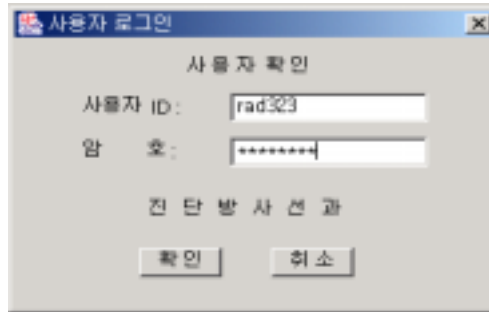 사용자 로그인
사용자 확인
사용자 ID :
rad323
암 호 :
********
진 단 방 사 선 과
확인
취소